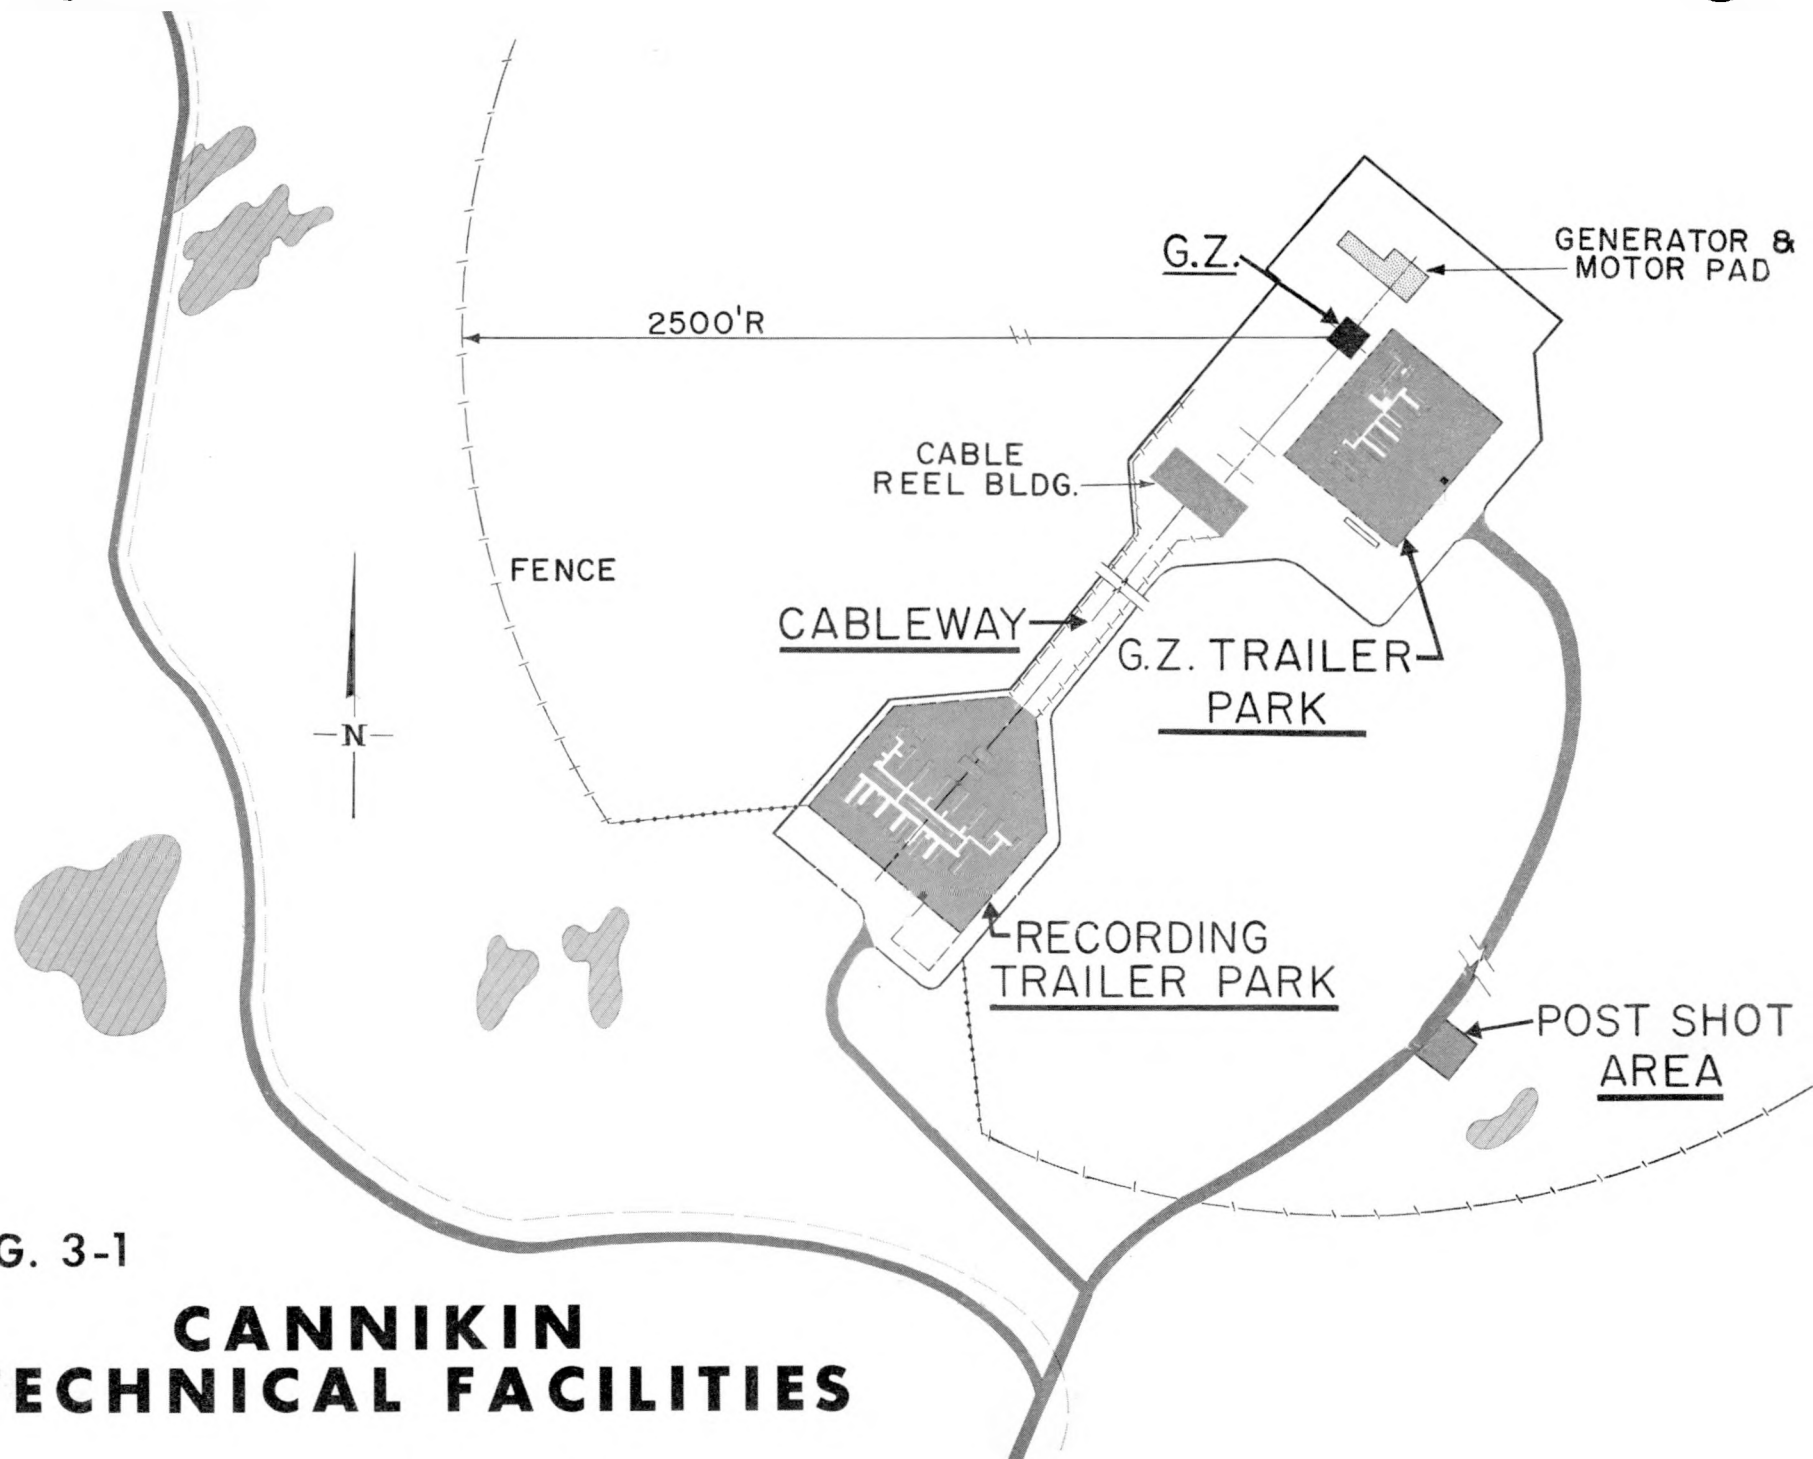 G.Z.
GENERATOR &
MOTOR PAD
2500'R
CABLE
REEL BLDG.
FENCE
CABLEWAY
G.Z. TRAILER
PARK
N
RECORDING
TRAILER PARK
POST SHOT
AREA
G. 3-1
CANNIKIN
ECHNICAL FACILITIES